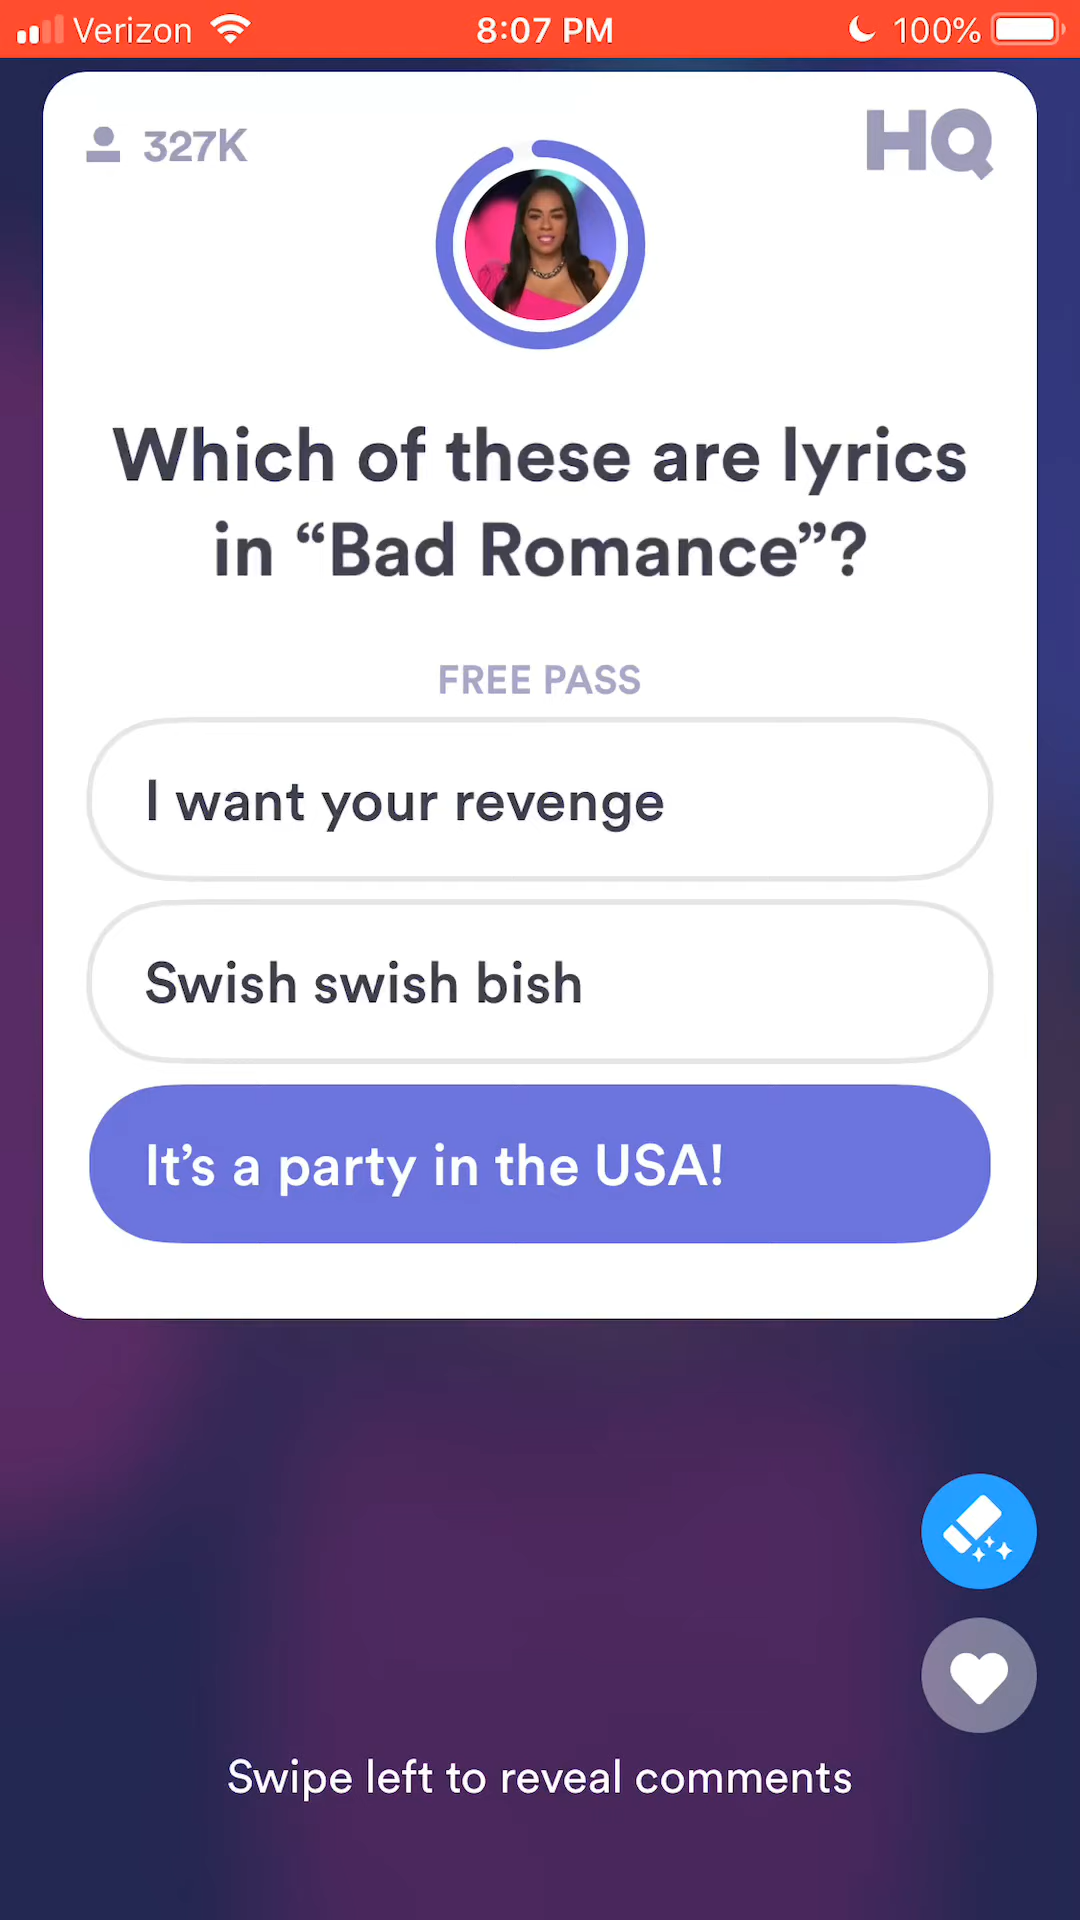 Verizon 8:07 PM 100%
327K HQ
Which of these are lyrics
in “Bad Romance”?
FREE PASS
I want your revenge
Swish swish bish
It’s a party in the USA!
Swipe left to reveal comments